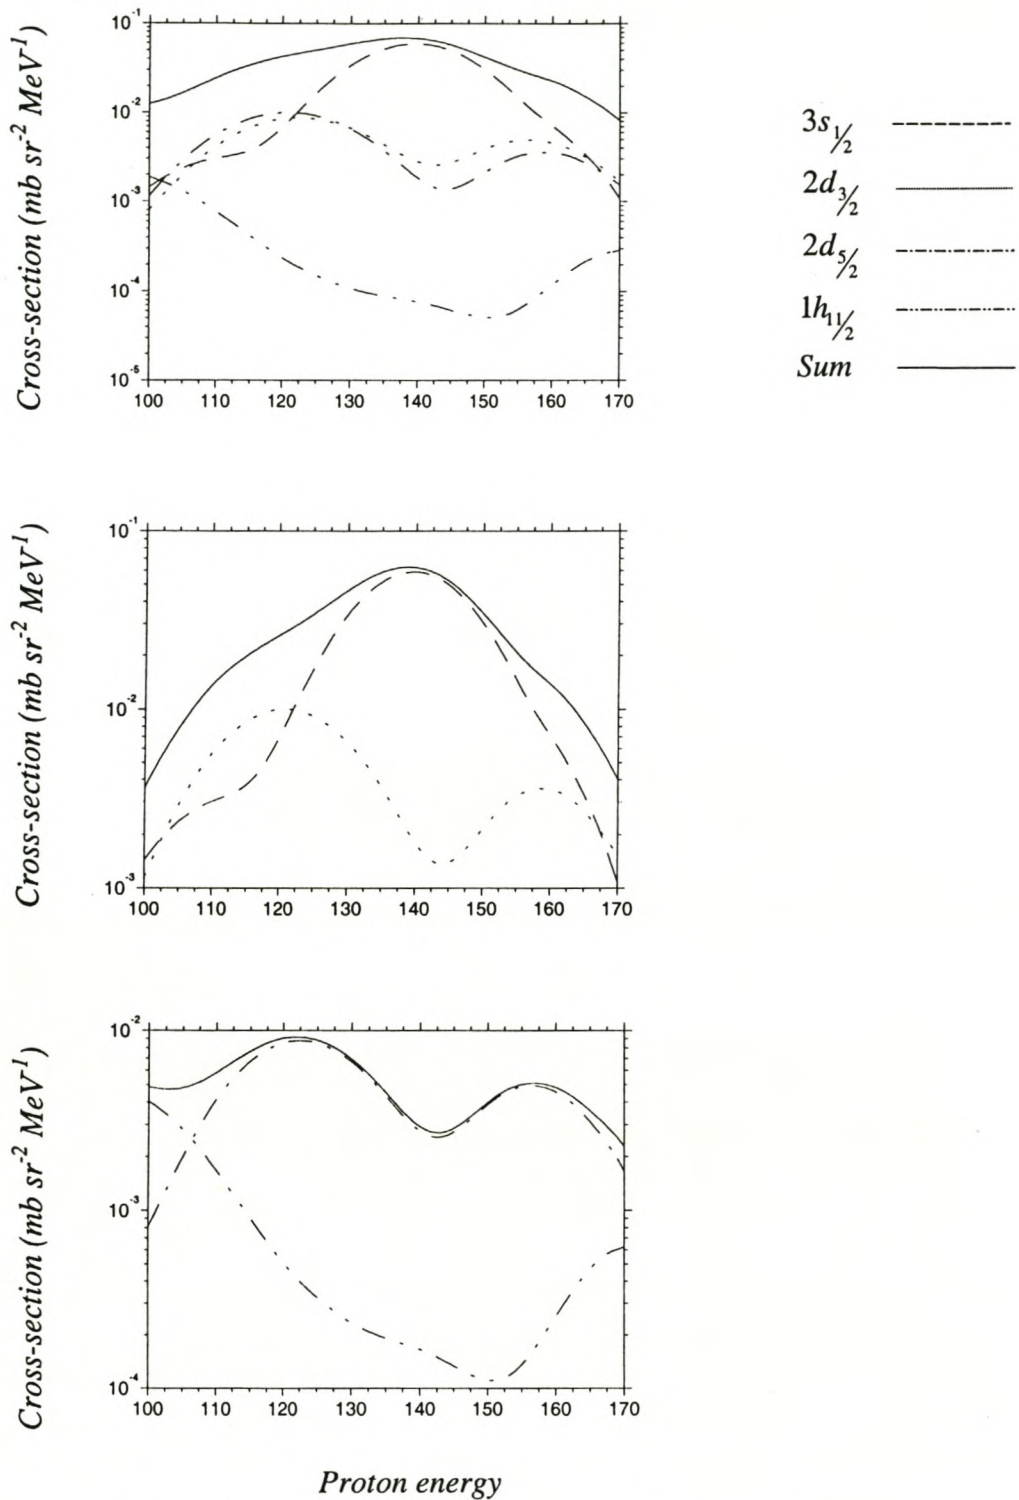 Cross-section (mb sr⁻² MeV⁻¹)
10⁻¹
10⁻²
10⁻³
10⁻⁴
10⁻⁵
100 110 120 130 140 150 160 170
3s₁/₂
2d₃/₂
2d₅/₂
1h₁₁/₂
Sum
Cross-section (mb sr⁻² MeV⁻¹)
10⁻¹
10⁻²
10⁻³
100 110 120 130 140 150 160 170
Cross-section (mb sr⁻² MeV⁻¹)
10⁻²
10⁻³
10⁻⁴
100 110 120 130 140 150 160 170
Proton energy